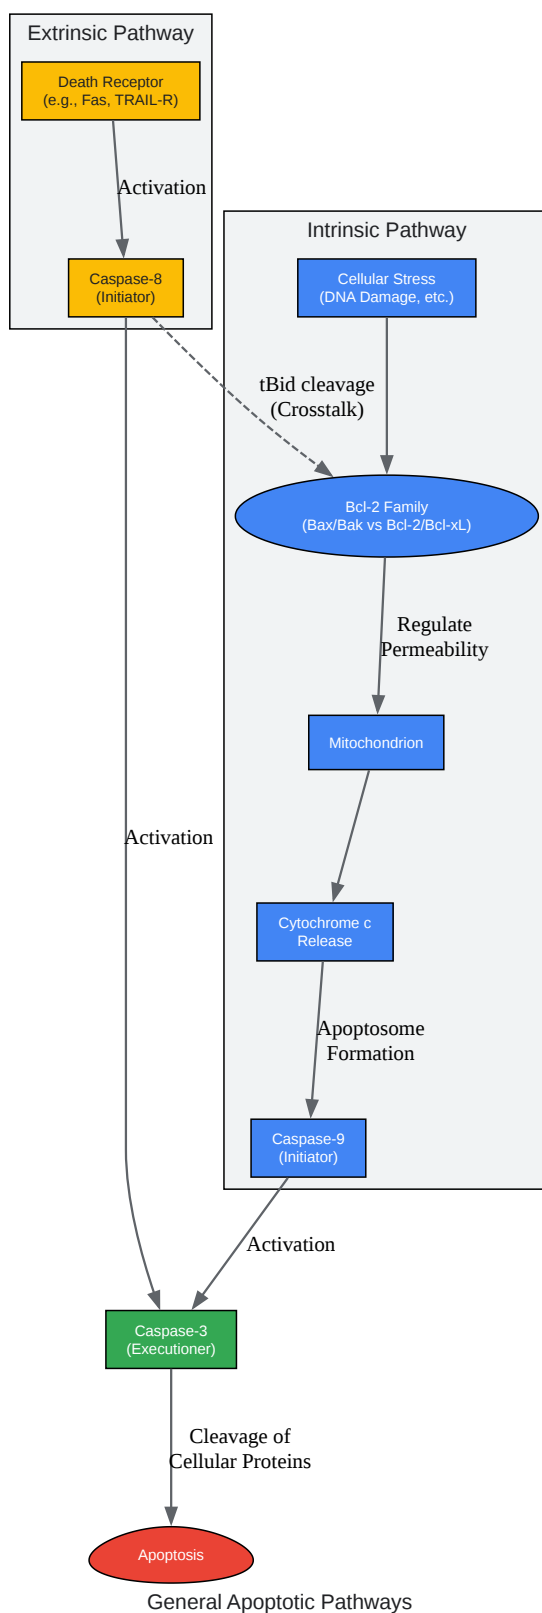 Extrinsic Pathway
Death Receptor
(e.g., Fas, TRAIL-R)
Activation
Caspase-8
(Initiator)
Intrinsic Pathway
Cellular Stress
(DNA Damage, etc.)
tBid cleavage
(Crosstalk)
Bcl-2 Family
(Bax/Bak vs Bcl-2/Bcl-xL)
Regulate
Permeability
Mitochondrion
Activation
Cytochrome c
Release
Apoptosome
Formation
Caspase-9
(Initiator)
Activation
Caspase-3
(Executioner)
Cleavage of
Cellular Proteins
Apoptosis
General Apoptotic Pathways